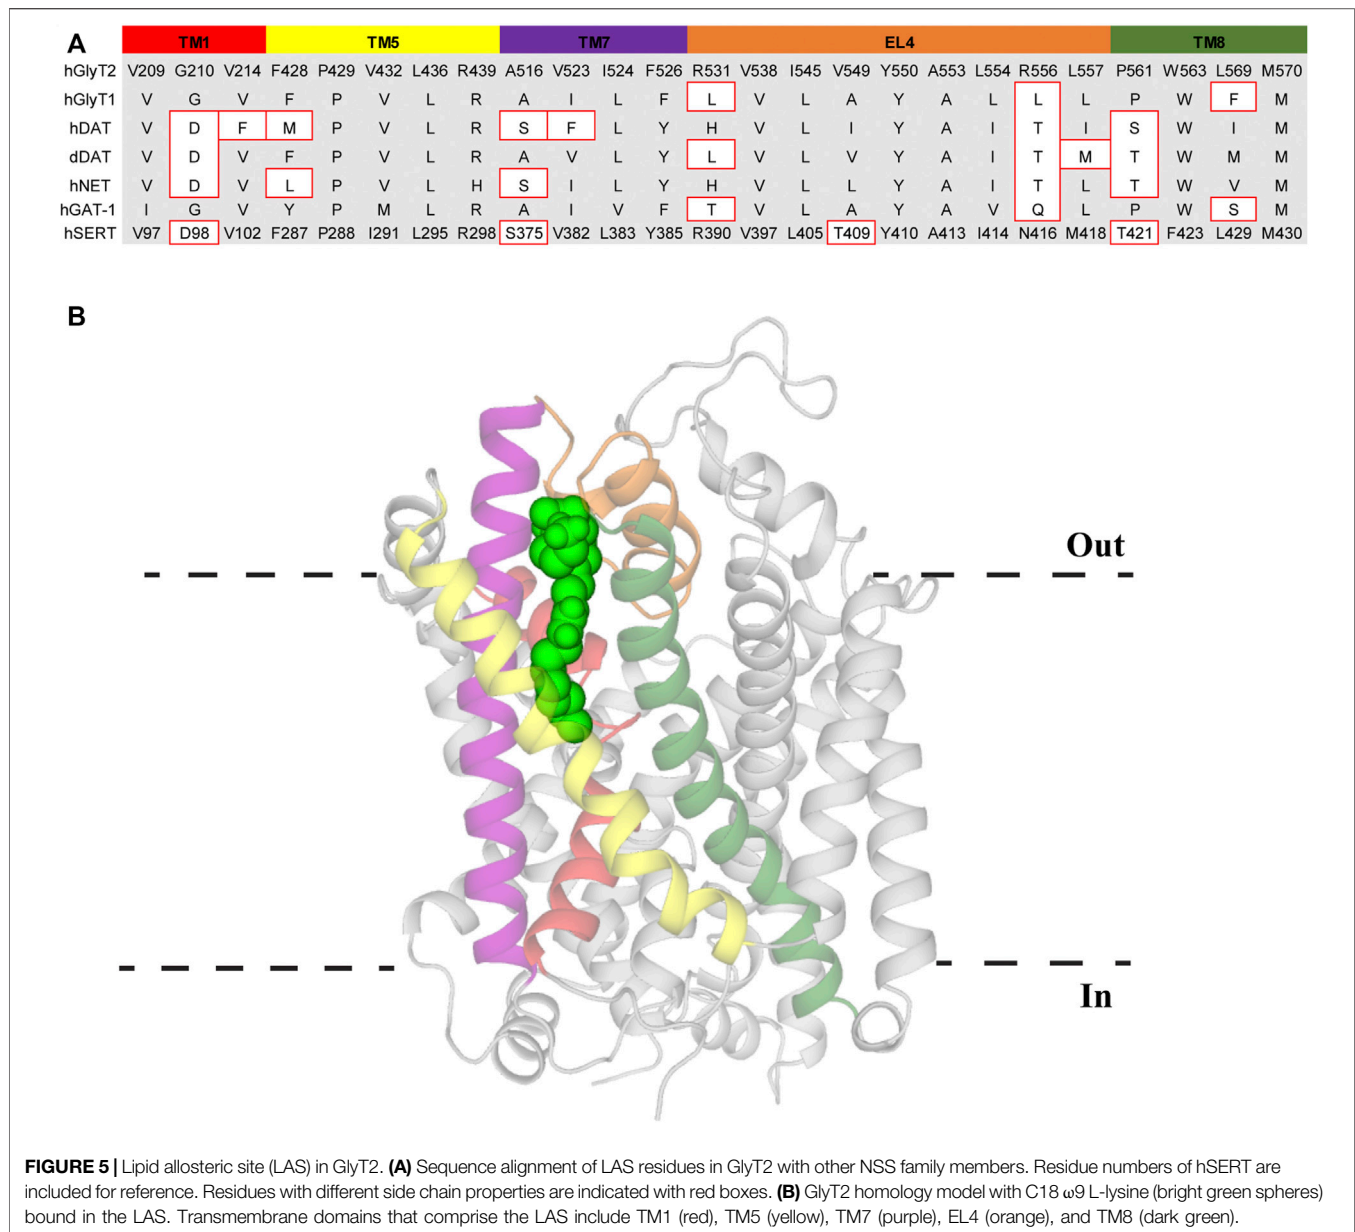 A
TM1 TM5 TM7 EL4 TM8
hGlyT2 V209 G210 V214 F428 P429 V432 L436 R439 A516 V523 I524 F526 R531 V538 I545 V549 Y550 A553 L554 R556 L557 P561 W563 L569 M570
hGlyT1 V G V F P V L R A I L F L V L A Y A L L L P W F M
hDAT V D F M P V L R S F L Y H V L I Y A I T I S W I M
dDAT V D V F P V L R A V L Y L V L V Y A I T M T W M M
hNET V D V L P V L H S I L Y H V L L Y A I T L T W V M
hGAT-1 I G V Y P M L R A I V F T V L A Y A V Q L P W S M
hSERT V97 D98 V102 F287 P288 I291 L295 R298 S375 V382 L383 Y385 R390 V397 L405 T409 Y410 A413 I414 N416 M418 T421 F423 L429 M430
B
Out
In
FIGURE 5 | Lipid allosteric site (LAS) in GlyT2. (A) Sequence alignment of LAS residues in GlyT2 with other NSS family members. Residue numbers of hSERT are
included for reference. Residues with different side chain properties are indicated with red boxes. (B) GlyT2 homology model with C18 ω9 L-lysine (bright green spheres)
bound in the LAS. Transmembrane domains that comprise the LAS include TM1 (red), TM5 (yellow), TM7 (purple), EL4 (orange), and TM8 (dark green).